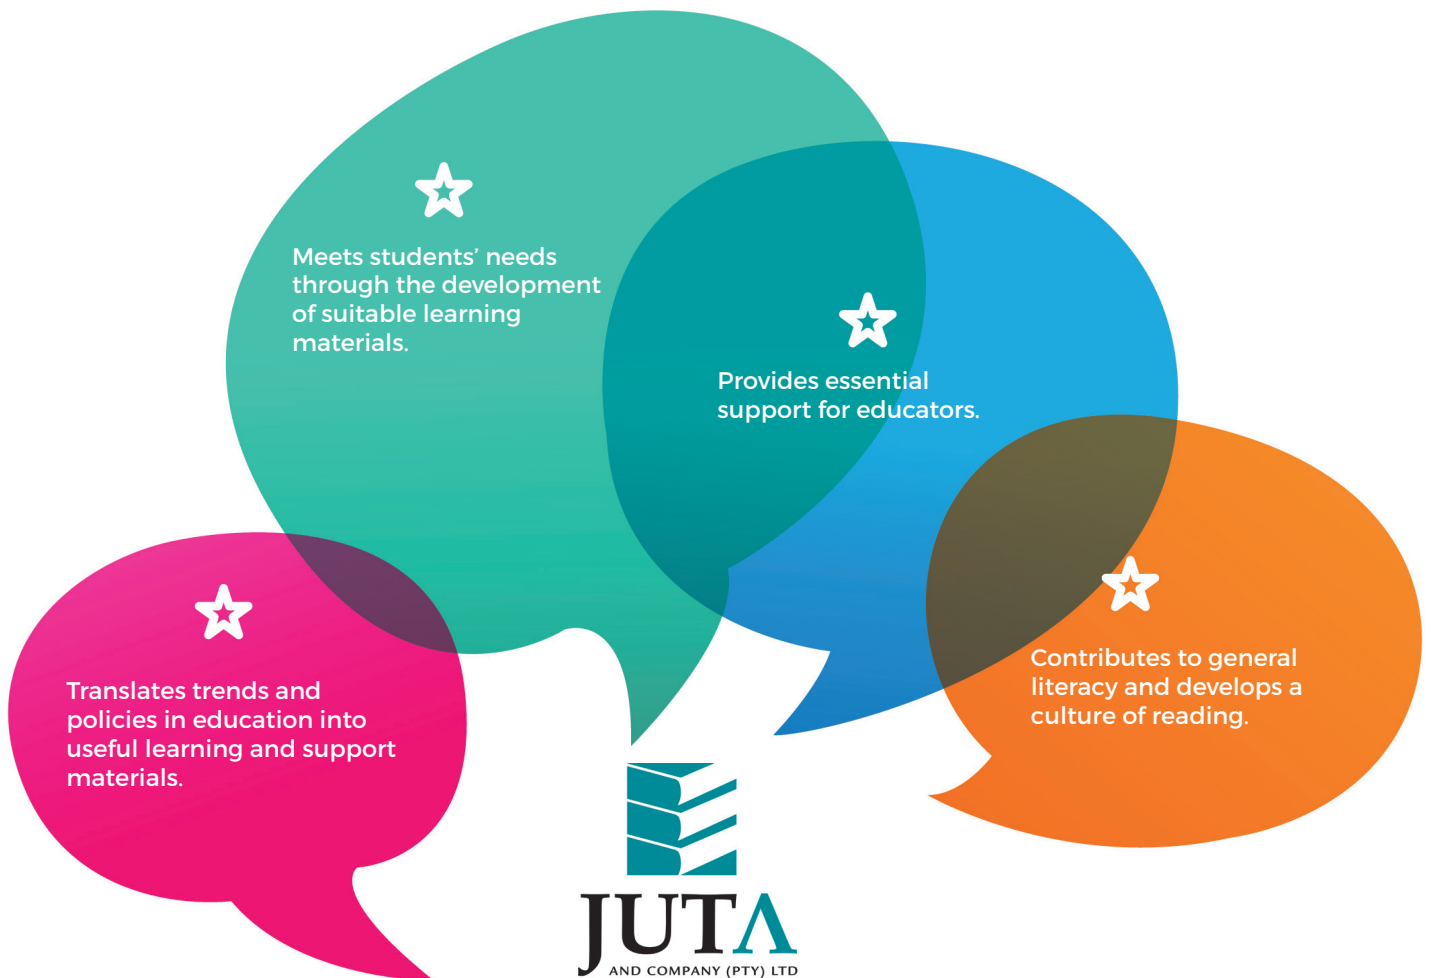 Meets students’ needs
through the development
of suitable learning
materials.
Provides essential
support for educators.
Contributes to general
literacy and develops a
culture of reading.
Translates trends and
policies in education into
useful learning and support
materials.
JUTA
AND COMPANY (PTY) LTD